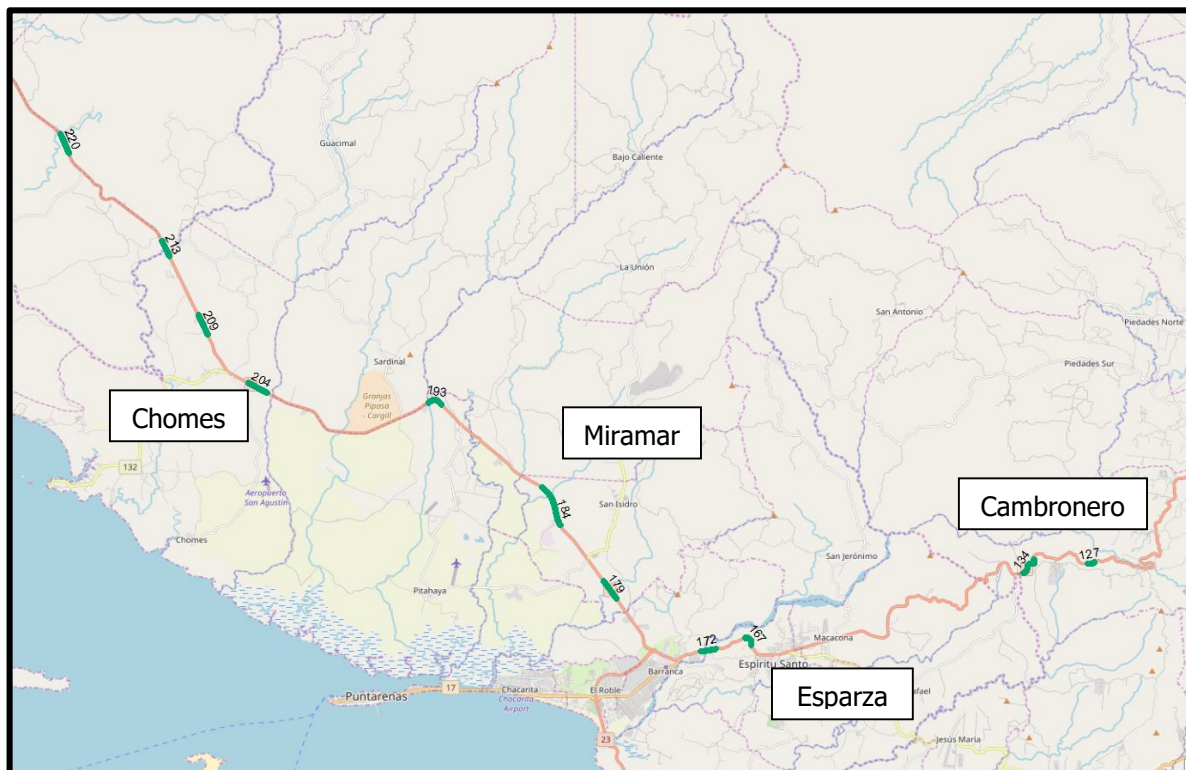 220
Guacimal
Bajo Caliente
213
La Unión
209
San Antonio
Piedades Norte
Sardinal
Piedades Sur
204
193
Granjas
Pipasa
- Cargill
Chomes
Miramar
132
Aeropuerto
San Agustín
184
San Isidro
Cambronero
Chomes
San Jerónimo
134
127
Pitahaya
179
172
167
Macacona
Barranca
Espíritu Santo
17
Puntarenas
Chacarita
Chacarita
Airport
El Roble
Esparza
afael
23
Jesús María